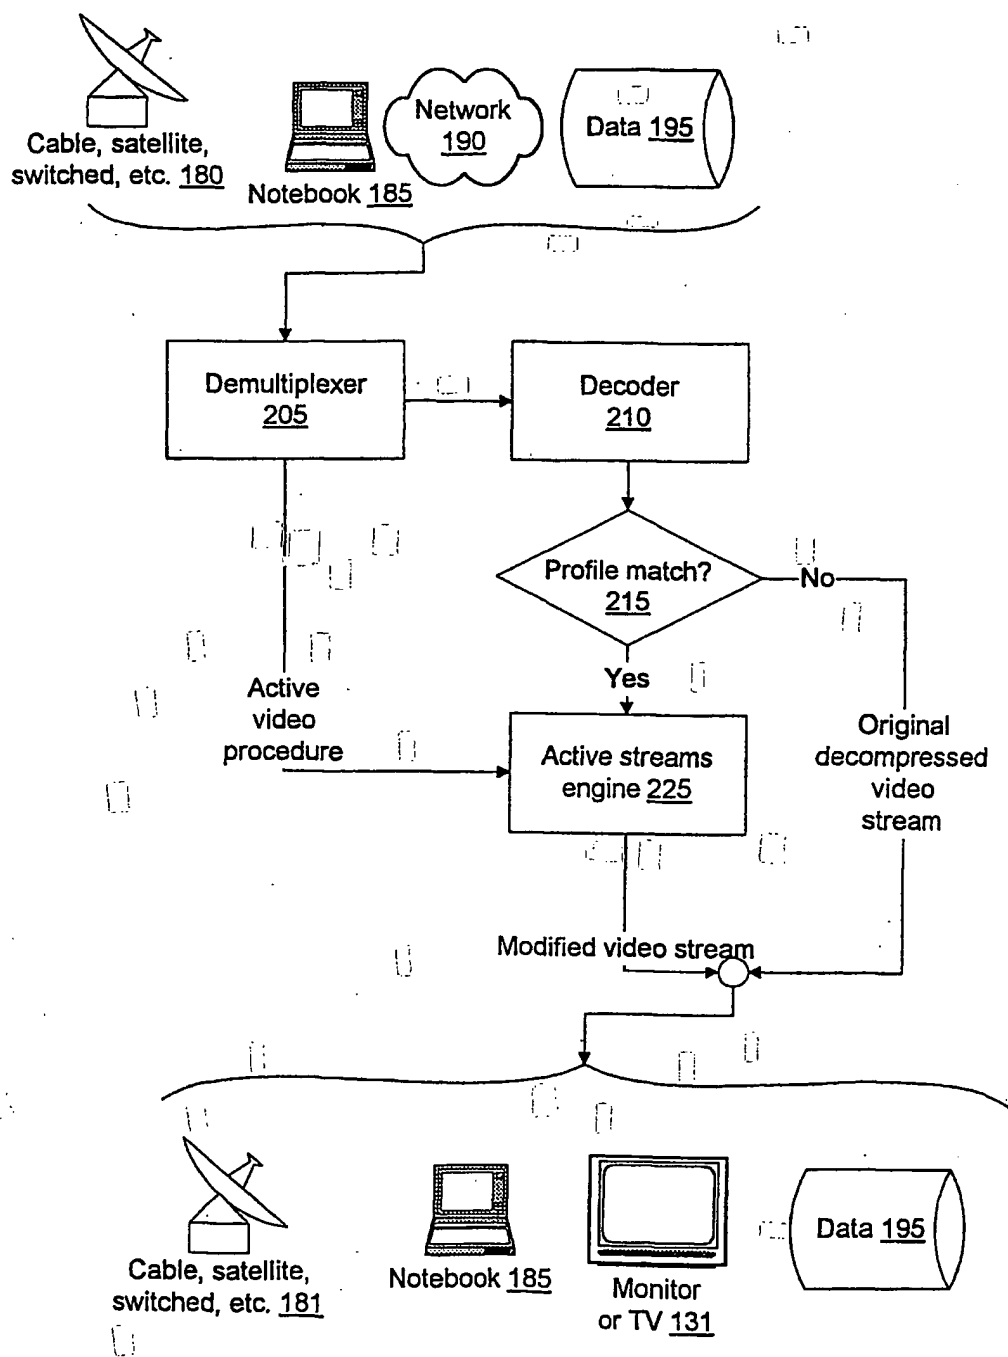 Cable, satellite,
switched, etc. 180
Notebook 185
Network
190
Data 195
Demultiplexer
205
Decoder
210
Profile match?
215
No
Yes
Active
video
procedure
Active streams
engine 225
Original
decompressed
video
stream
Modified video stream
Cable, satellite,
switched, etc. 181
Notebook 185
Monitor
or TV 131
Data 195